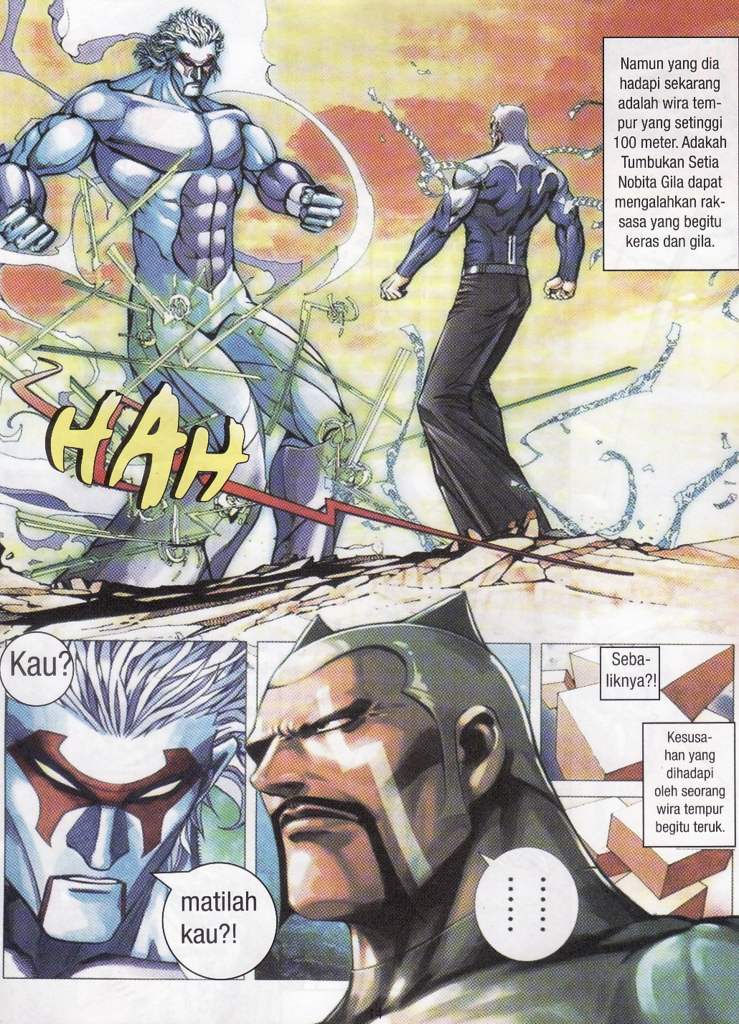 Namun yang dia
hadapi sekarang
adalah wira tem-
pur yang setinggi
100 meter. Adakah
Tumbukan Setia
Nobita Gila dapat
mengalahkan rak-
sasa yang begitu
keras dan gila.
HAH
Kau?
matilah
kau?!
Seba-
liknya?!
Kesusa-
han yang
dihadapi
oleh seorang
wira tempur
begitu teruk.